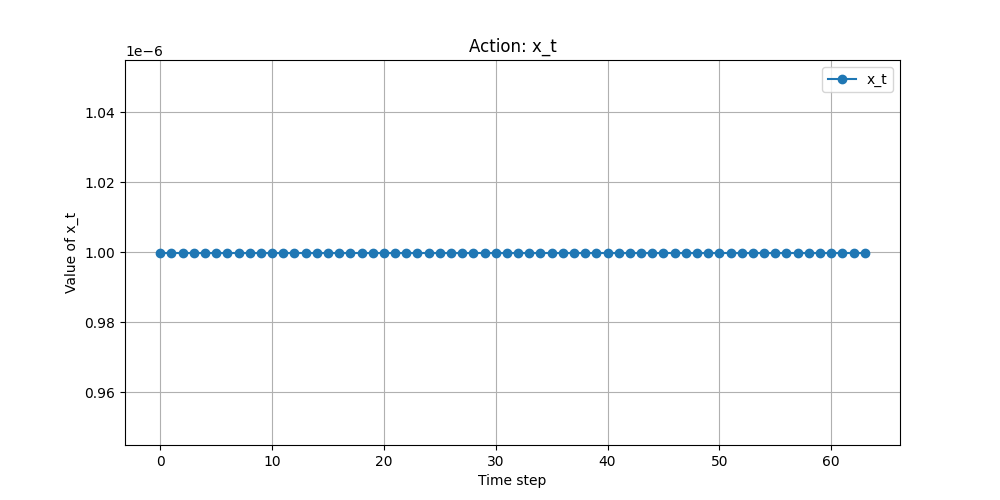 Action: x_t
1e−6
x_t
1.04
1.02
1.00
0.98
0.96
Value of x_t
0 10 20 30 40 50 60
Time step